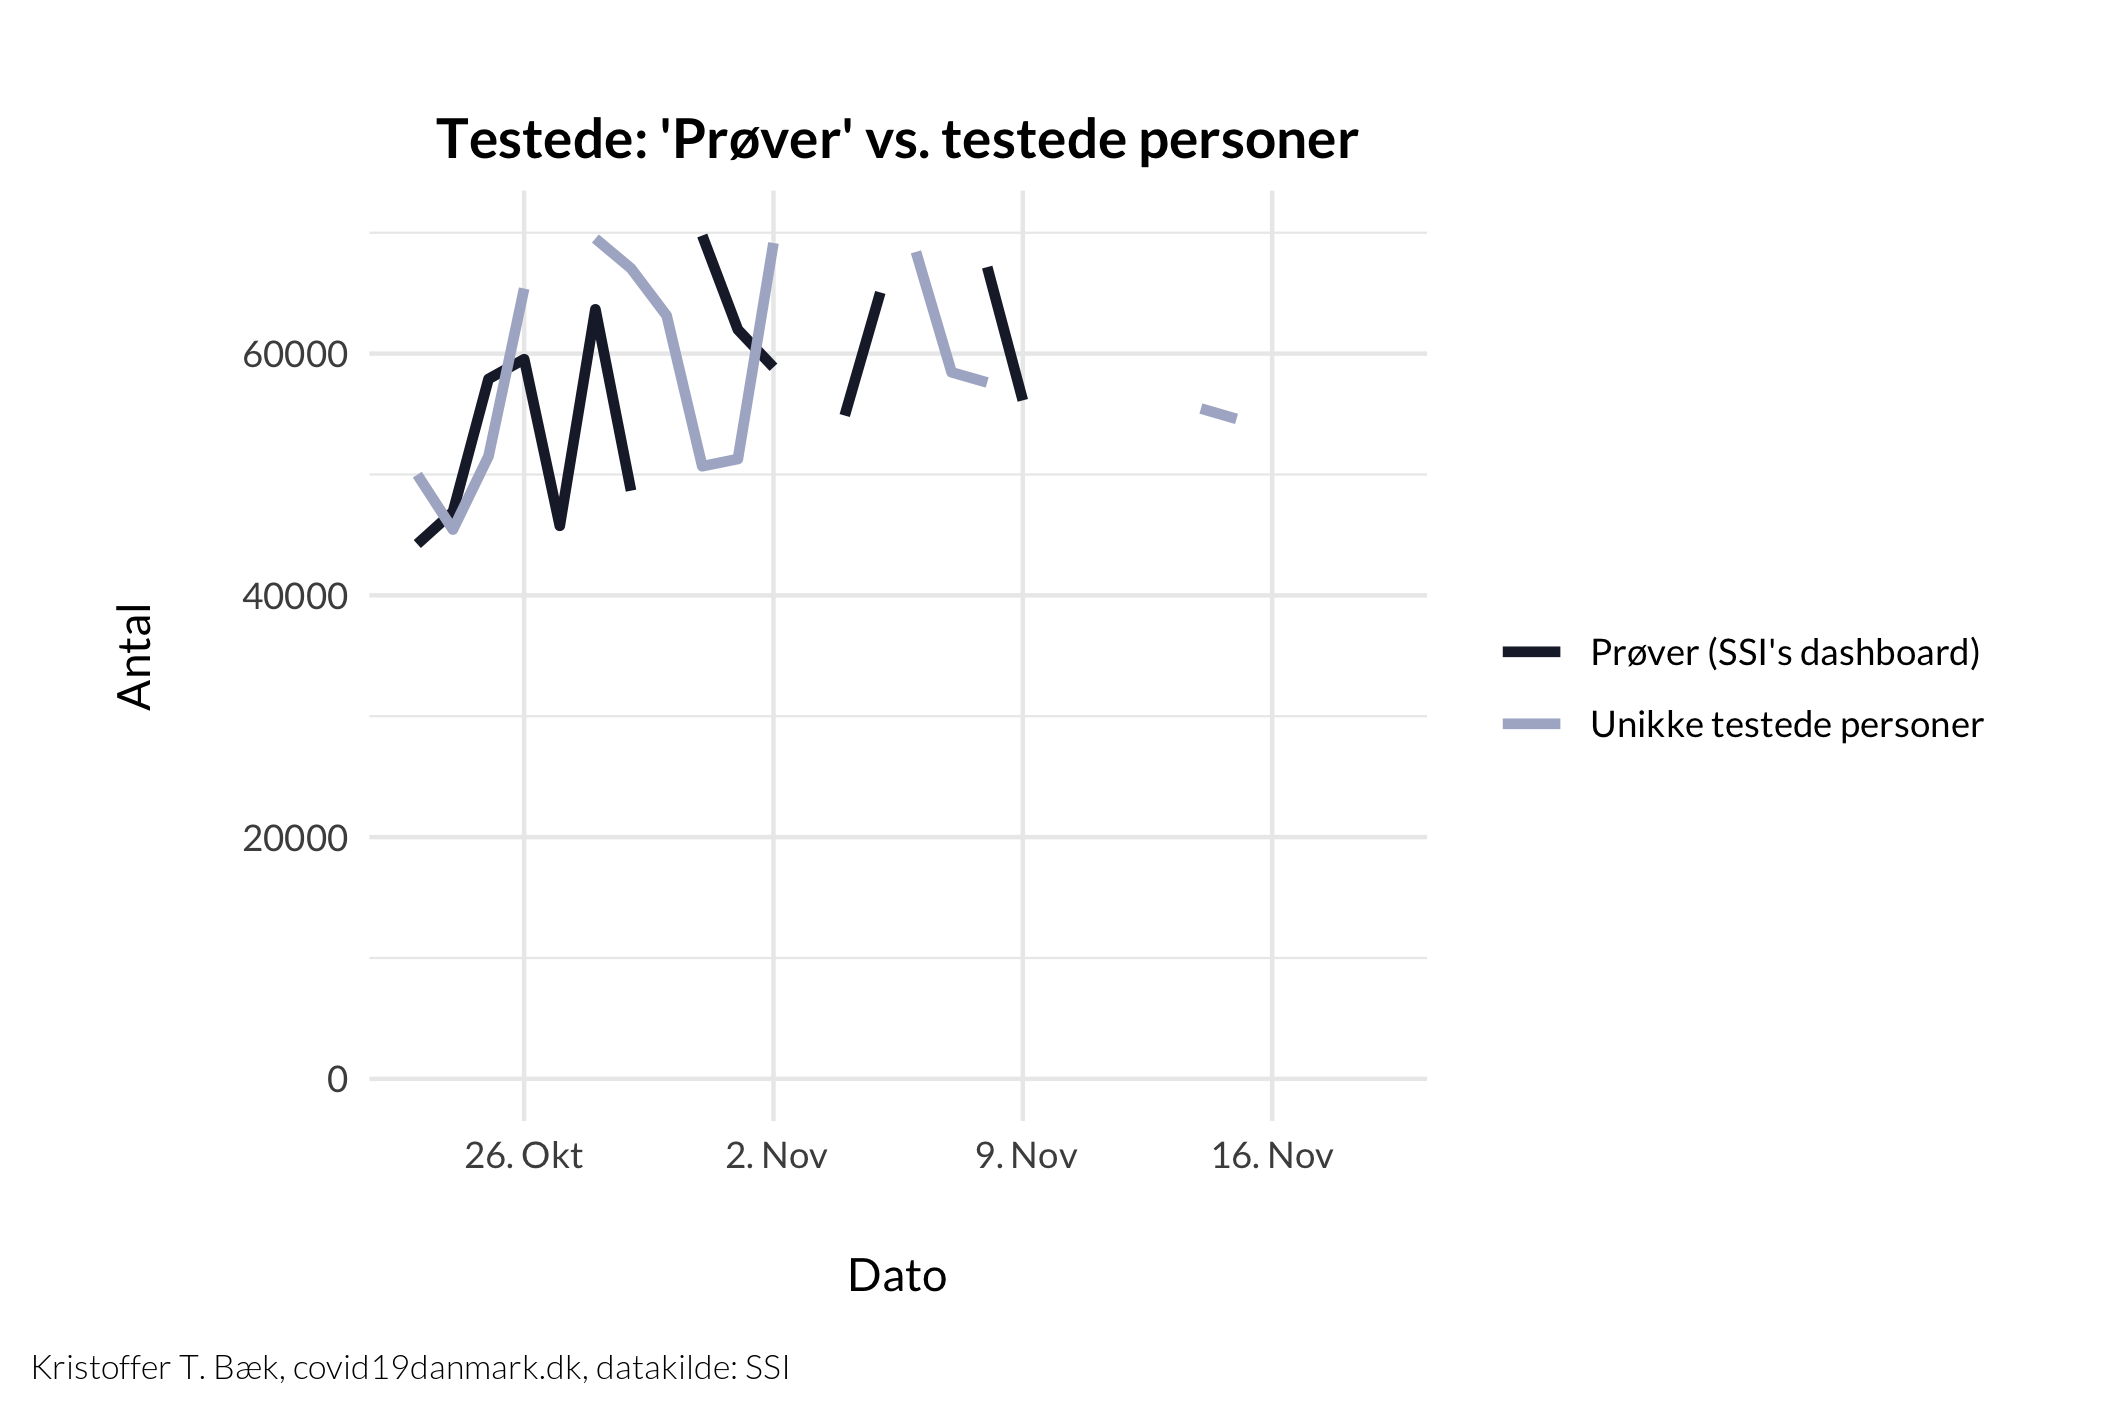 Testede: 'Prøver' vs. testede personer
Antal
60000
40000
20000
0
26. Okt
2. Nov
9. Nov
16. Nov
Dato
Prøver (SSI's dashboard)
Unikke testede personer
Kristoffer T. Bæk, covid19danmark.dk, datakilde: SSI